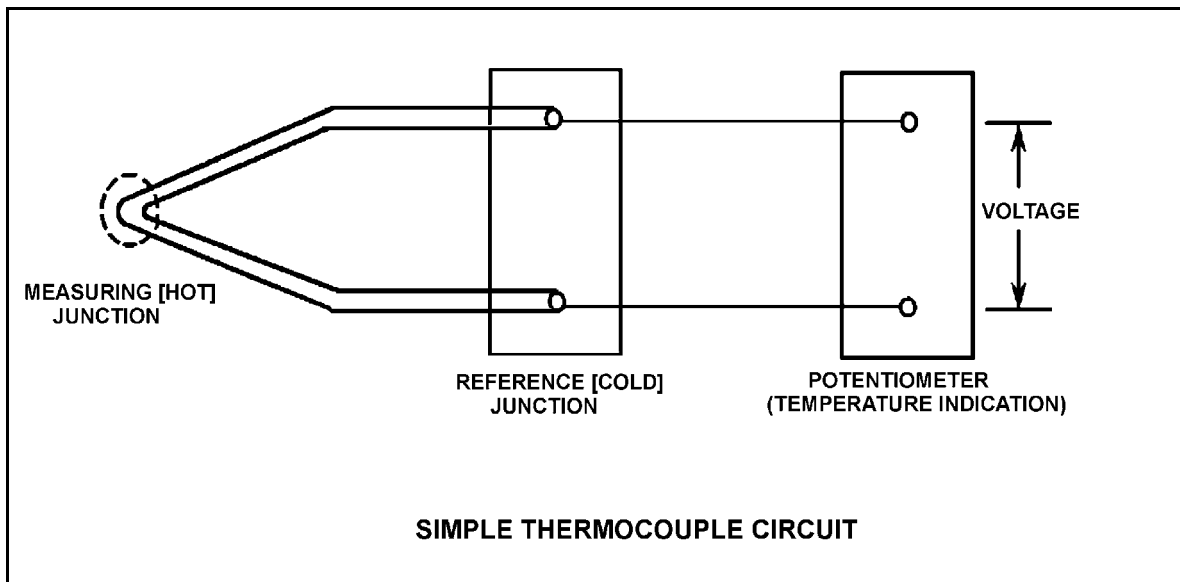 VOLTAGE
MEASURING [HOT]
JUNCTION
REFERENCE [COLD]
JUNCTION
POTENTIOMETER
(TEMPERATURE INDICATION)
SIMPLE THERMOCOUPLE CIRCUIT